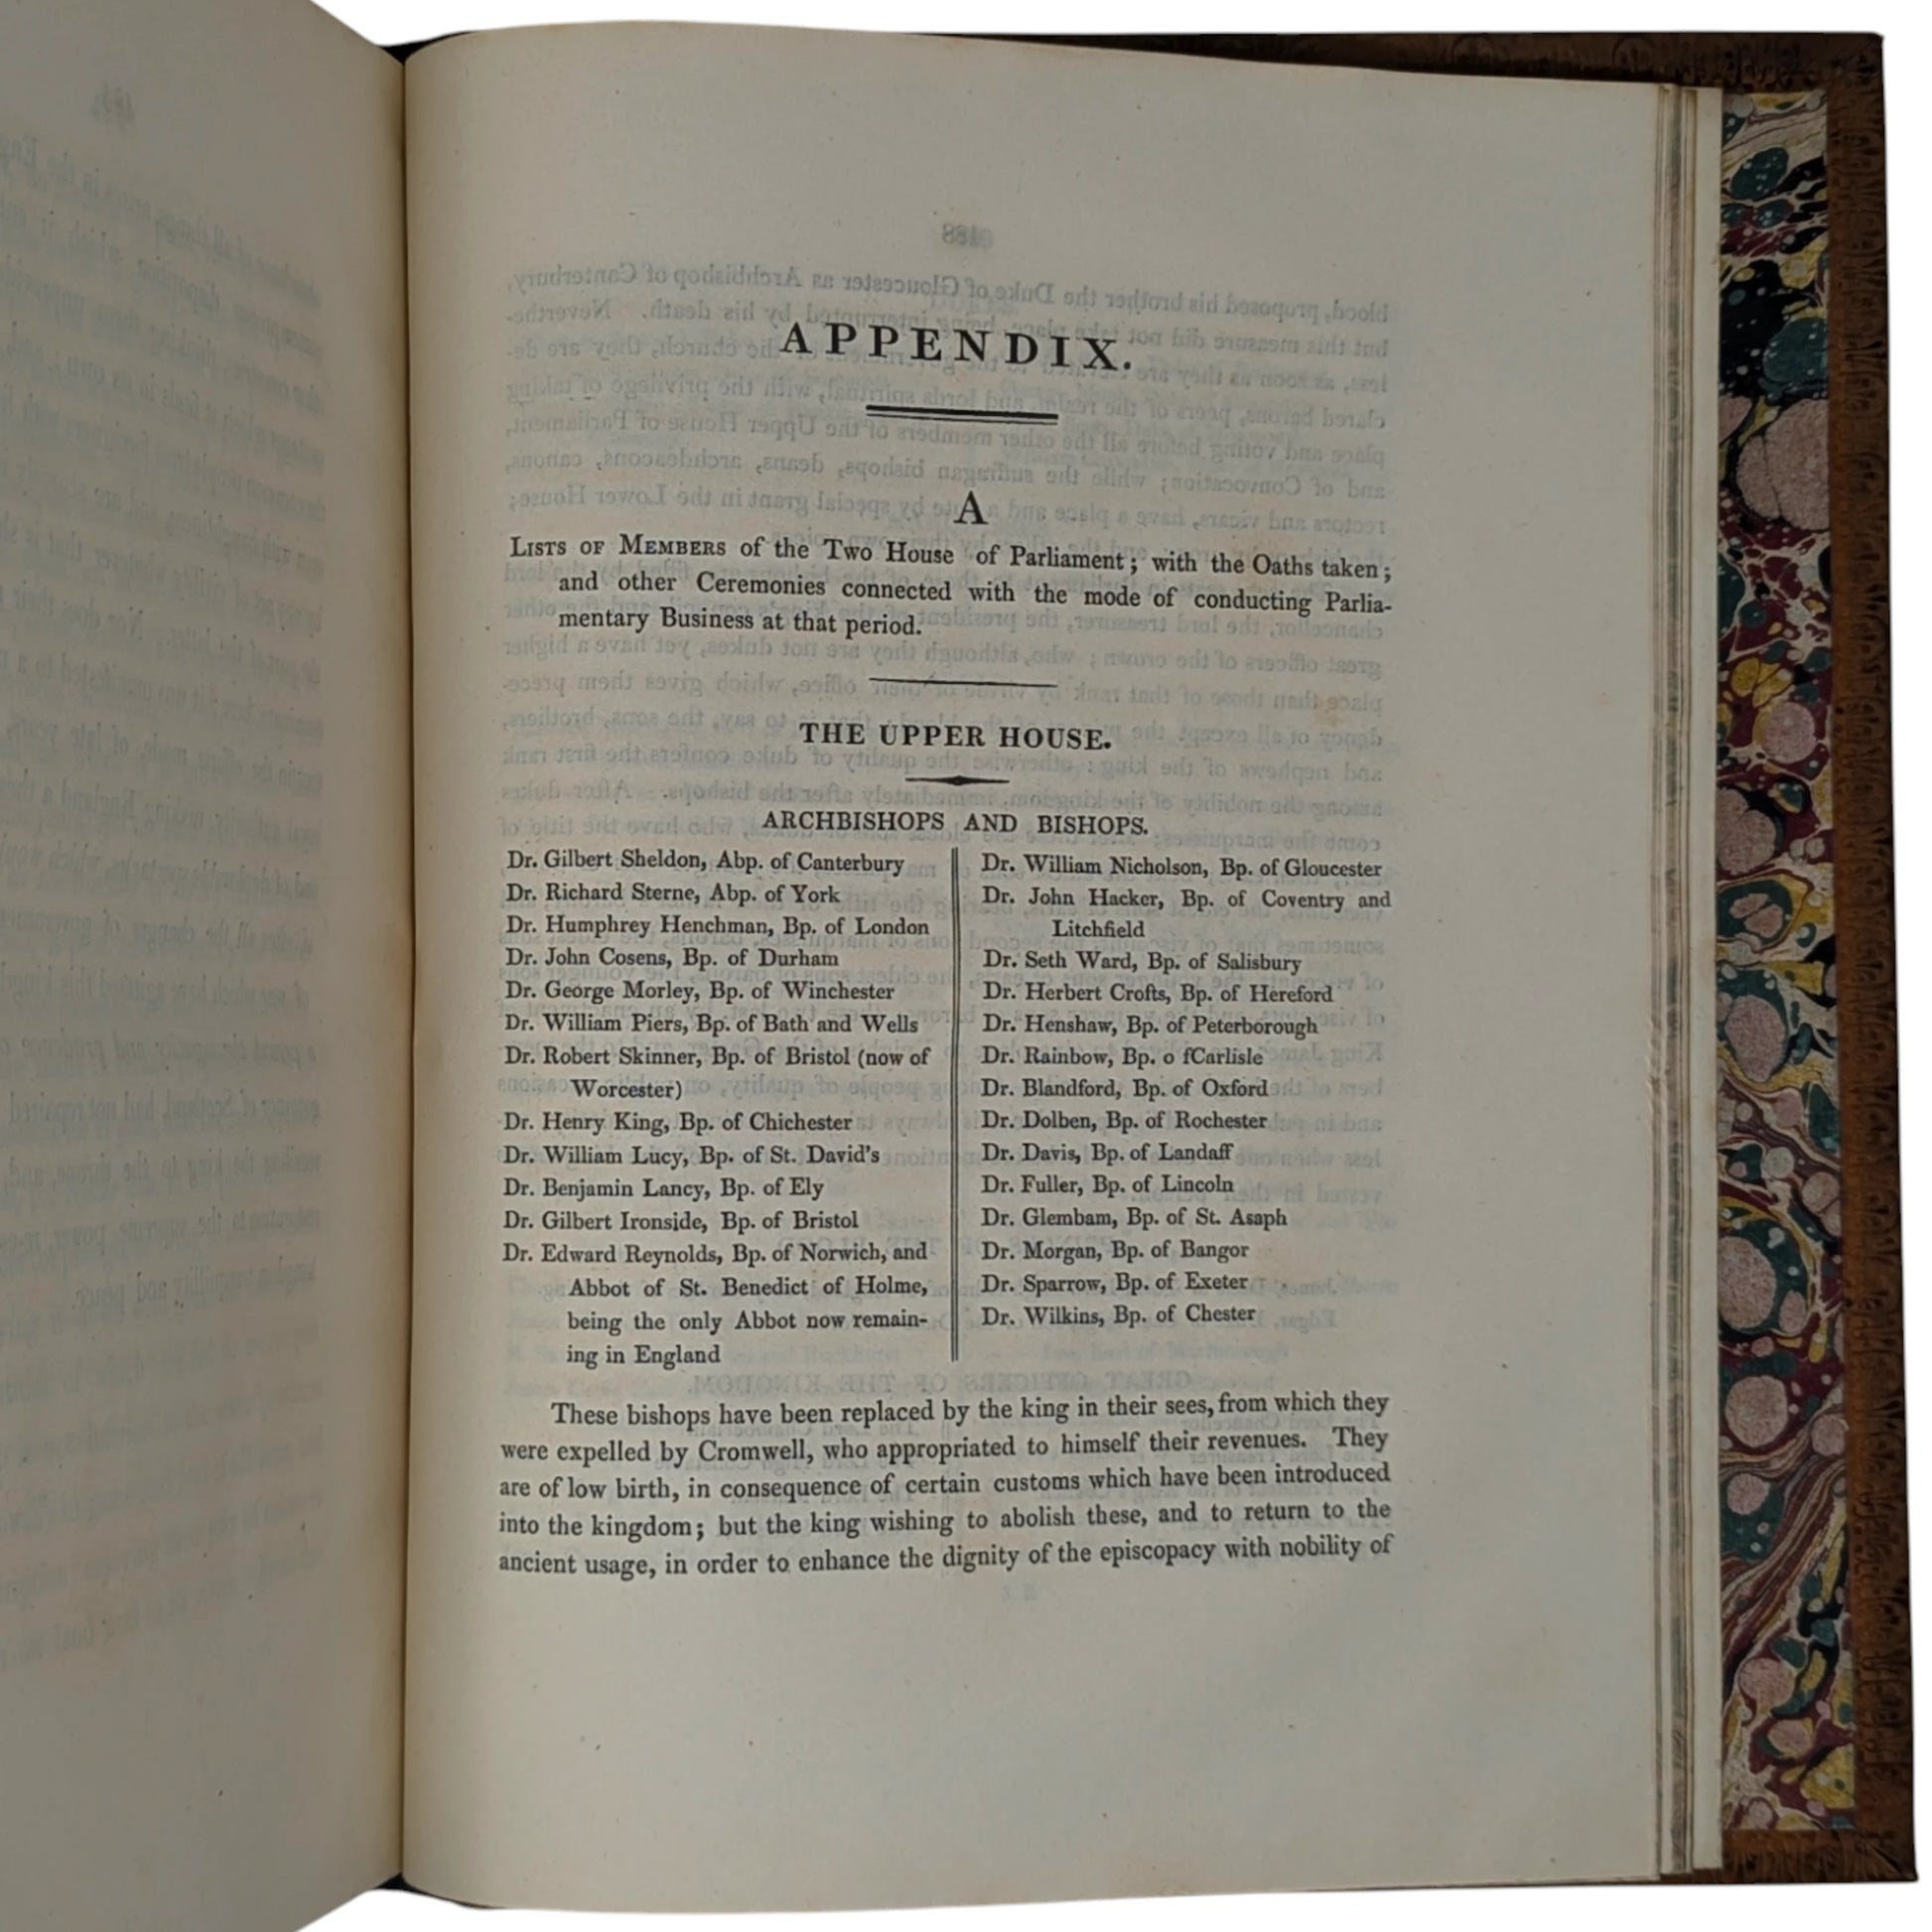 APPENDIX.
A
LISTS OF MEMBERS of the Two House of Parliament; with the Oaths taken;
and other Ceremonies connected with the mode of conducting Parlia-
mentary Business at that period.
THE UPPER HOUSE.
ARCHBISHOPS AND BISHOPS.
Dr. Gilbert Sheldon, Abp. of Canterbury
Dr. Richard Sterne, Abp. of York
Dr. Humphrey Henchman, Bp. of London
Dr. John Cosens, Bp. of Durham
Dr. George Morley, Bp. of Winchester
Dr. William Piers, Bp. of Bath and Wells
Dr. Robert Skinner, Bp. of Bristol (now of
Worcester)
Dr. Henry King, Bp. of Chichester
Dr. William Lucy, Bp. of St. David's
Dr. Benjamin Lancy, Bp. of Ely
Dr. Gilbert Ironside, Bp. of Bristol
Dr. Edward Reynolds, Bp. of Norwich, and
Abbot of St. Benedict of Holme,
being the only Abbot now remain-
ing in England
Dr. William Nicholson, Bp. of Gloucester
Dr. John Hacker, Bp. of Coventry and
Litchfield
Dr. Seth Ward, Bp. of Salisbury
Dr. Herbert Crofts, Bp. of Hereford
Dr. Henshaw, Bp. of Peterborough
Dr. Rainbow, Bp. o fCarlisle
Dr. Blandford, Bp. of Oxford
Dr. Dolben, Bp. of Rochester
Dr. Davis, Bp. of Landaff
Dr. Fuller, Bp. of Lincoln
Dr. Glembam, Bp. of St. Asaph
Dr. Morgan, Bp. of Bangor
Dr. Sparrow, Bp. of Exeter
Dr. Wilkins, Bp. of Chester
These bishops have been replaced by the king in their sees, from which they
were expelled by Cromwell, who appropriated to himself their revenues. They
are of low birth, in consequence of certain customs which have been introduced
into the kingdom; but the king wishing to abolish these, and to return to the
ancient usage, in order to enhance the dignity of the episcopacy with nobility of